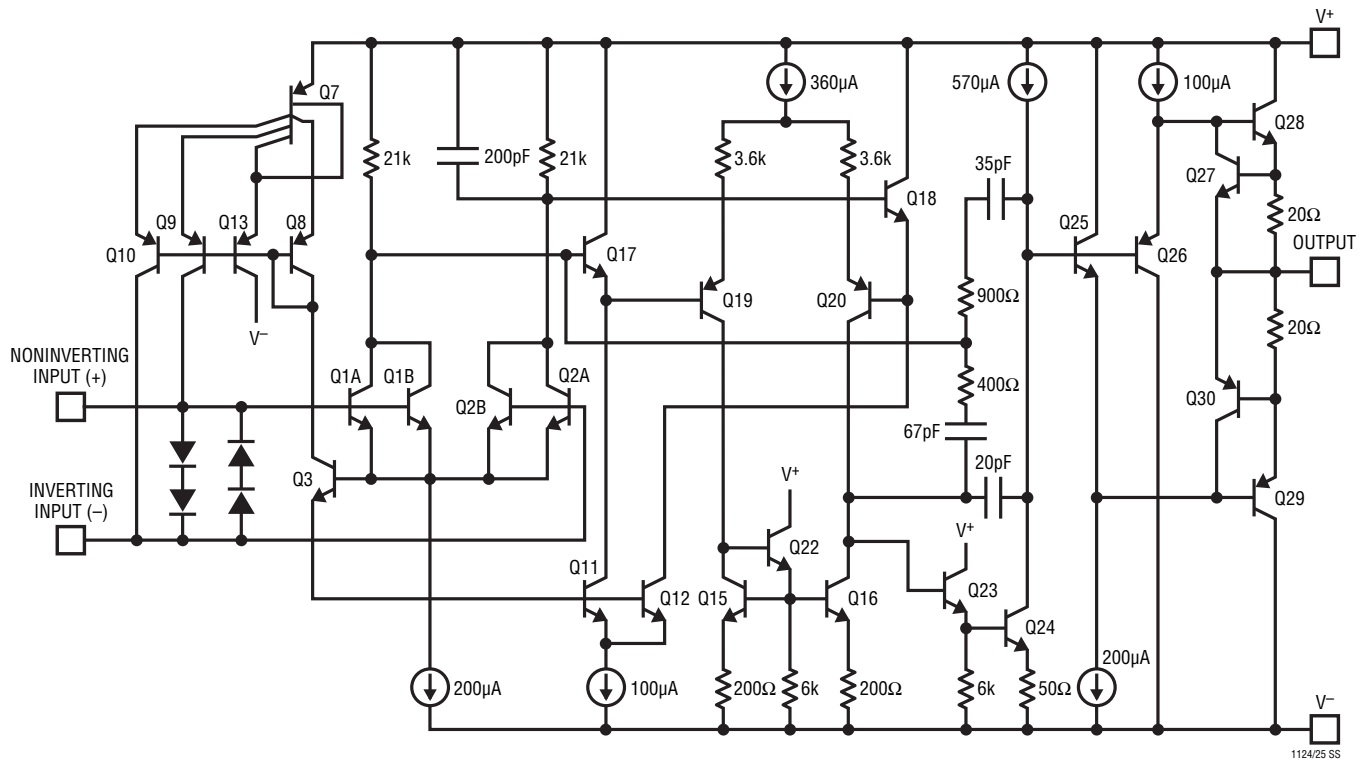 V+
Q7
360µA
570µA
100µA
Q28
21k
200pF
21k
3.6k
3.6k
35pF
Q27
Q9
Q13
Q8
Q18
20Ω
Q10
Q17
Q25
Q26
OUTPUT
Q19
Q20
900Ω
V–
20Ω
NONINVERTING
INPUT (+)
Q1A
Q1B
Q2B
Q2A
400Ω
Q30
67pF
Q3
V+
20pF
INVERTING
INPUT (–)
Q29
Q22
V+
Q11
Q12
Q15
Q16
Q23
Q24
200µA
200µA
100µA
200Ω
6k
200Ω
6k
50Ω
V–
1124/25 SS